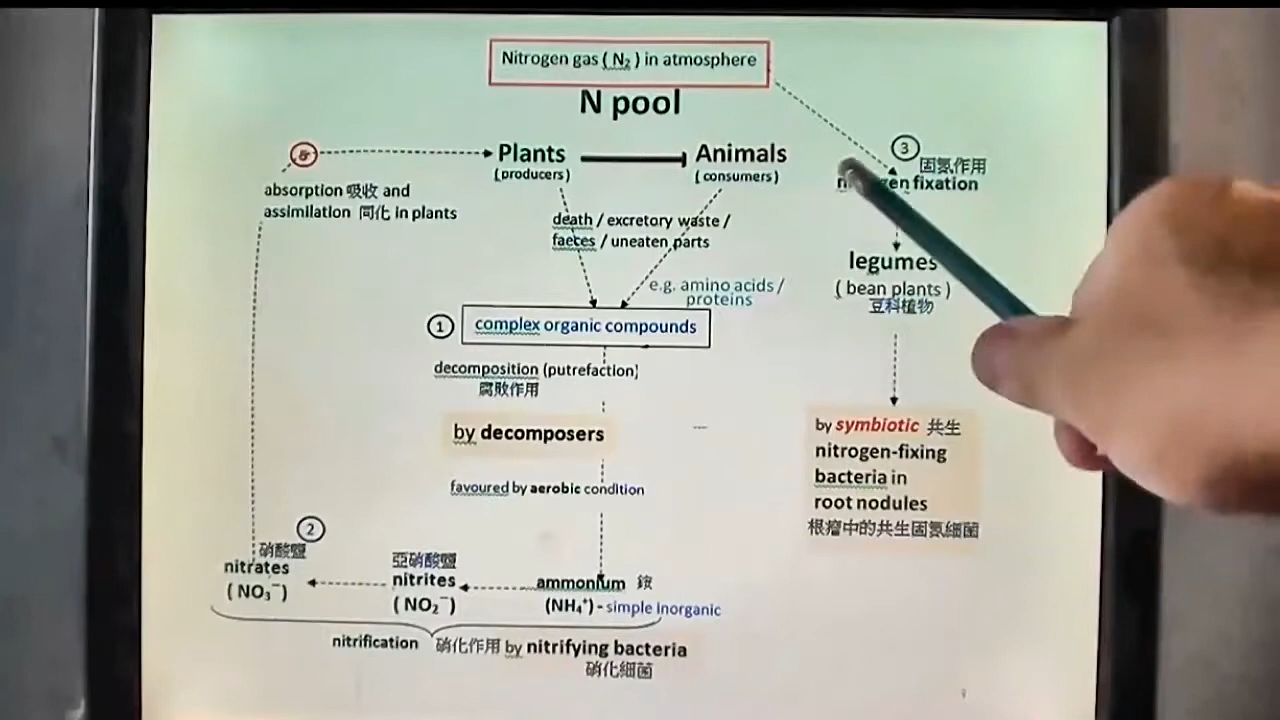 Nitrogen gas ( N₂ ) in atmosphere
N pool
Plants
(producers)
Animals
(consumers)
3
固氮作用
fixation
6
absorption 吸收 and
assimilation 同化 in plants
death / excretory waste /
faeces / uneaten parts
e.g. amino acids /
proteins
legumes
( bean plants )
豆科植物
1
complex organic compounds
decomposition (putrefaction)
腐敗作用
by decomposers
favoured by aerobic condition
by symbiotic 共生
nitrogen-fixing
bacteria in
root nodules
根瘤中的共生固氮細菌
2
硝酸鹽
nitrates
( NO₃⁻)
亞硝酸鹽
nitrites
( NO₂⁻)
ammonium 銨
(NH₄⁺) - simple Inorganic
nitrification 硝化作用 by nitrifying bacteria
硝化細菌